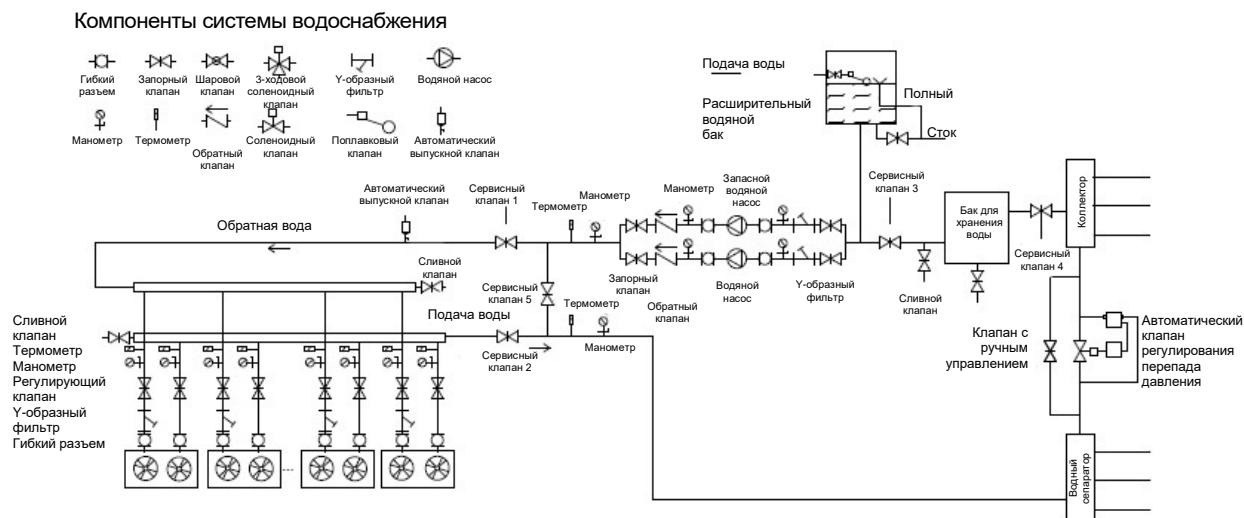 Компоненты системы водоснабжения
Гибкий
разъем
Запорный
клапан
Шаровой
клапан
3-ходовой
соленоидный
клапан
Y-образный
фильтр
Водяной насос
Манометр
Термометр
Обратный
клапан
Соленоидный
клапан
Поплавковый
клапан
Автоматический
выпускной клапан
Подача воды
Расширительный
водяной
бак
Полный
Сток
Автоматический
выпускной клапан
Сервисный
клапан 1
Термометр
Манометр
Манометр
Запасной
водяной
насос
Сервисный
клапан 3
Бак для
хранения
воды
Сервисный
клапан 4
Коллектор
Обратная вода
Сливной
клапан
Сервисный
клапан 5
Запорный
клапан
Обратный
клапан
Водяной
насос
Y-образный
фильтр
Сливной
клапан
Подача воды
Термометр
Манометр
Сервисный
клапан 2
Сливной
клапан
Термометр
Манометр
Регулирующий
клапан
Y-образный
фильтр
Гибкий разъем
Клапан с
ручным
управлением
Автоматический
клапан
регулирования
перепада
давления
Водный
сепаратор